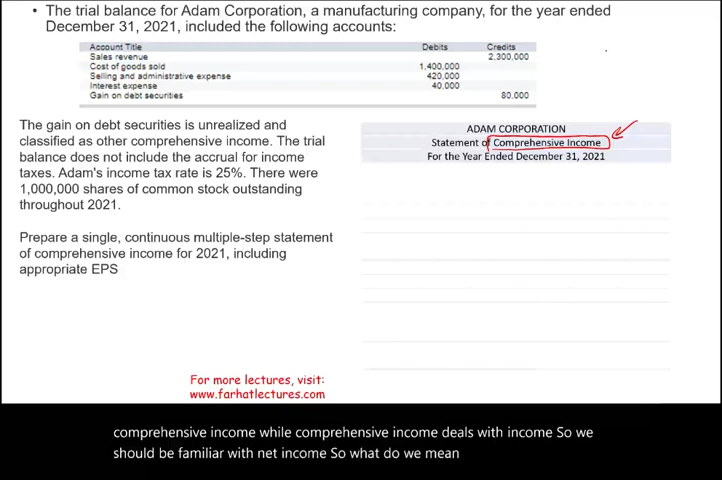 • The trial balance for Adam Corporation, a manufacturing company, for the year ended
December 31, 2021, included the following accounts:
Account Title Debits Credits
Sales revenue 2,300,000
Cost of goods sold 1,400,000
Selling and administrative expense 420,000
Interest expense 40,000
Gain on debt securities 80,000
The gain on debt securities is unrealized and
classified as other comprehensive income. The trial
balance does not include the accrual for income
taxes. Adam's income tax rate is 25%. There were
1,000,000 shares of common stock outstanding
throughout 2021.
Prepare a single, continuous multiple-step statement
of comprehensive income for 2021, including
appropriate EPS
ADAM CORPORATION
Statement of Comprehensive Income
For the Year Ended December 31, 2021
For more lectures, visit:
www.farhatlectures.com
comprehensive income while comprehensive income deals with income So we
should be familiar with net income So what do we mean